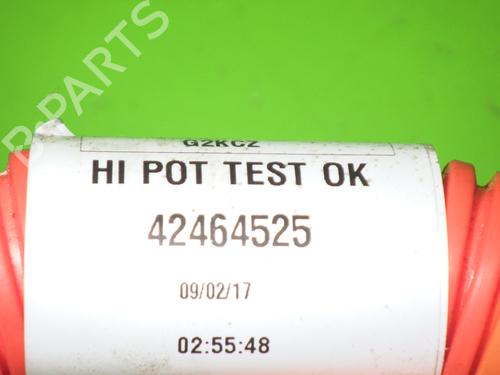 B-PARTS
G2KCZ
HI POT TEST OK
42464525
09/02/17
02:55:48